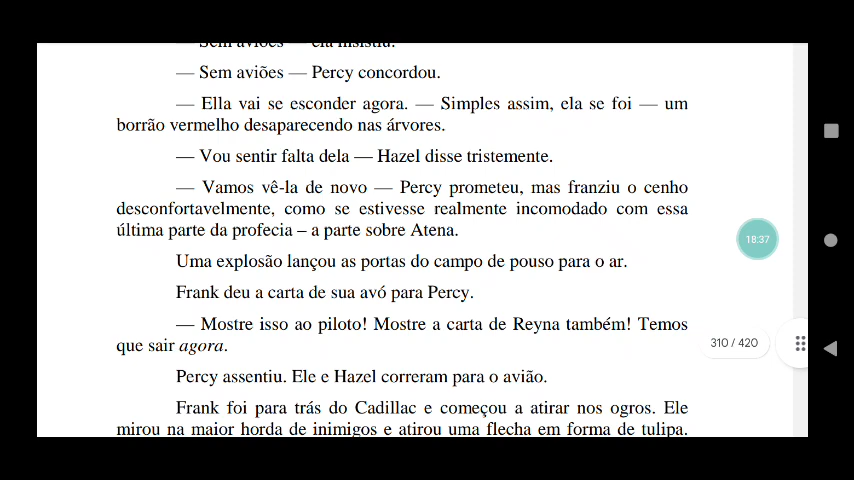 — Sem aviões — ela insistiu.
— Sem aviões — Percy concordou.
— Ella vai se esconder agora. — Simples assim, ela se foi — um
borrão vermelho desaparecendo nas árvores.
— Vou sentir falta dela — Hazel disse tristemente.
— Vamos vê-la de novo — Percy prometeu, mas franziu o cenho
desconfortavelmente, como se estivesse realmente incomodado com essa
última parte da profecia – a parte sobre Atena.
18:37
Uma explosão lançou as portas do campo de pouso para o ar.
Frank deu a carta de sua avó para Percy.
— Mostre isso ao piloto! Mostre a carta de Reyna também! Temos
que sair agora.
310 / 420
Percy assentiu. Ele e Hazel correram para o avião.
Frank foi para trás do Cadillac e começou a atirar nos ogros. Ele
mirou na maior horda de inimigos e atirou uma flecha em forma de tulipa.